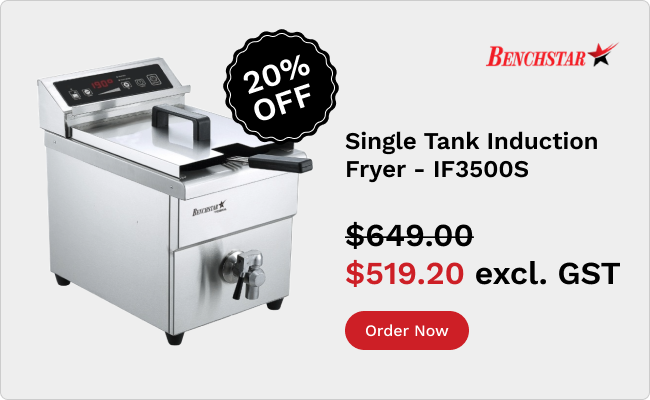 20%
OFF
BENCHSTAR
Single Tank Induction
Fryer - IF3500S
$649.00
$519.20 excl. GST
Order Now
BENCHSTAR